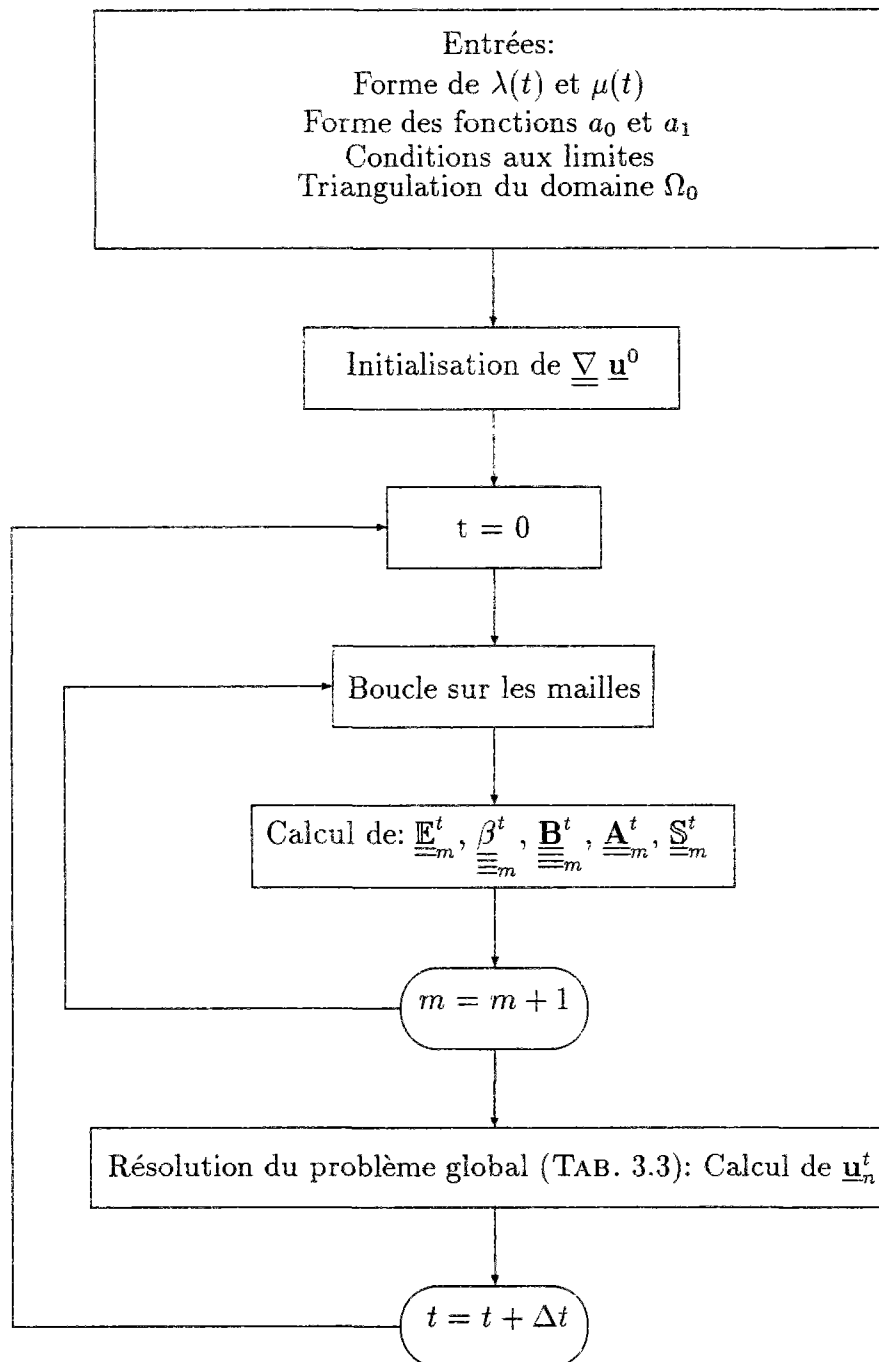 Entrées:
Forme de λ(t) et μ(t)
Forme des fonctions a₀ et a₁
Conditions aux limites
Triangulation du domaine Ω₀
Initialisation de ∇ u⁰
t = 0
Boucle sur les mailles
Calcul de: 𝔼ᵗₘ, βᵗₘ, Bᵗₘ, Aᵗₘ, 𝕊ᵗₘ
m = m + 1
Résolution du problème global (TAB. 3.3): Calcul de uᵗₙ
t = t + Δt